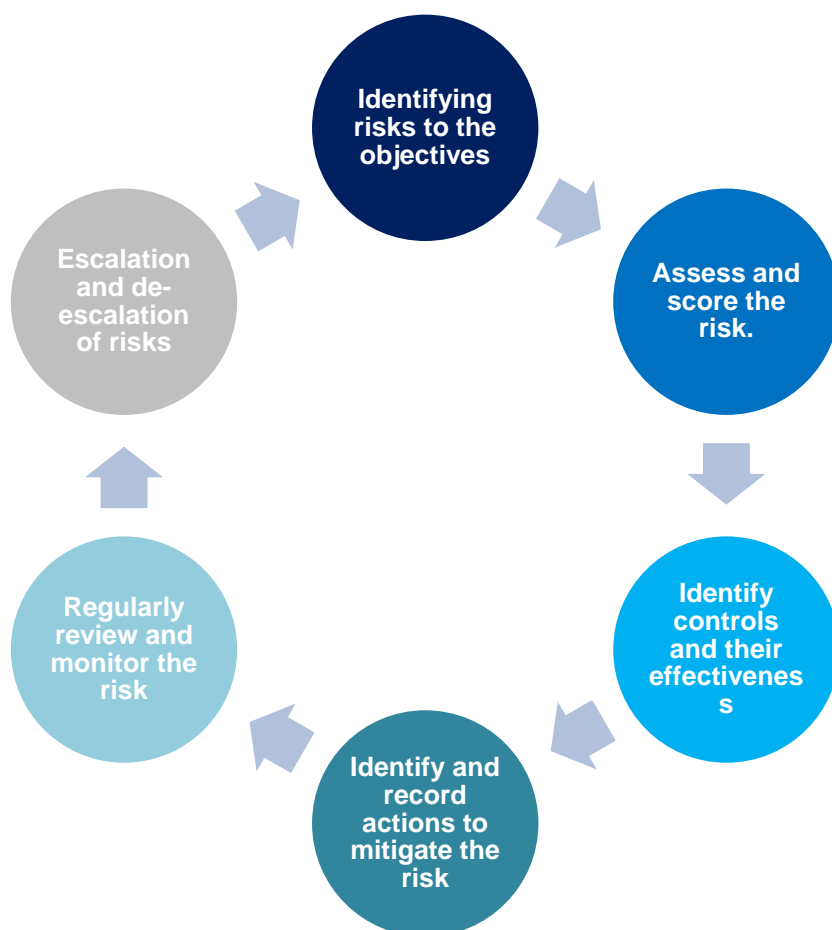 Identifying
risks to the
objectives
Assess and
score the
risk.
Identify
controls
and their
effectivenes
s
Identify and
record
actions to
mitigate the
risk
Regularly
review and
monitor the
risk
Escalation
and de-
escalation
of risks